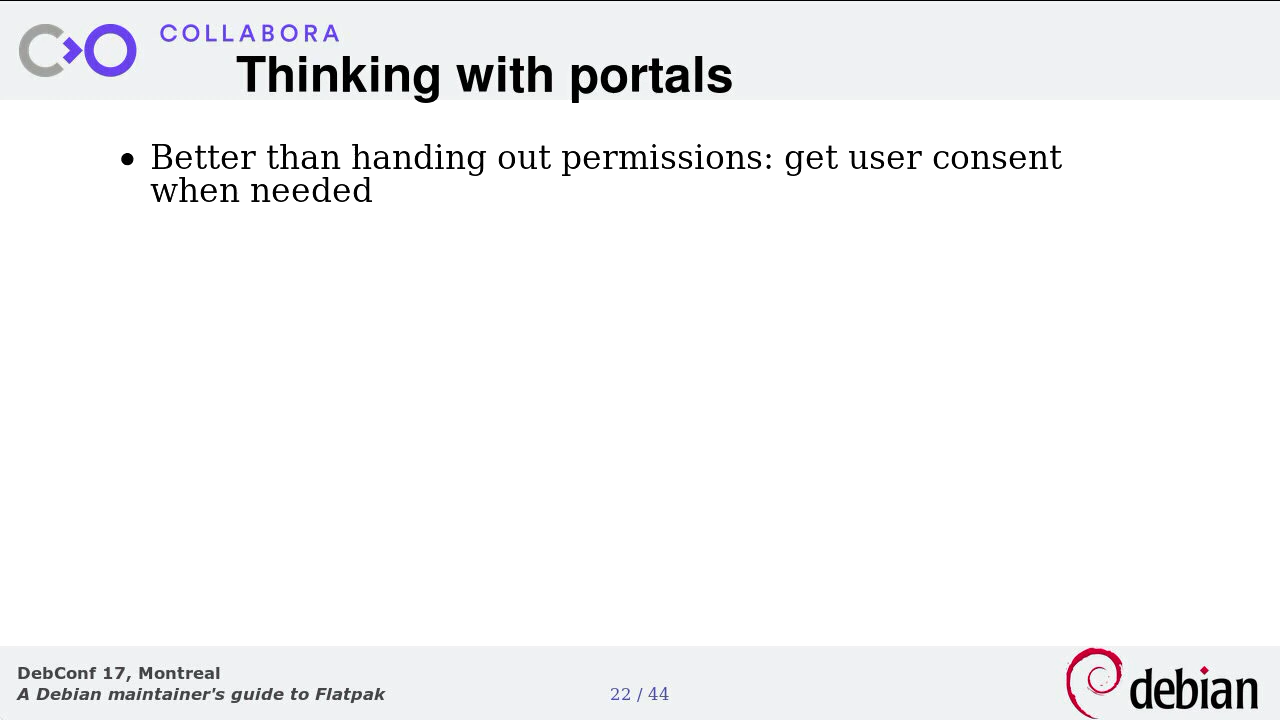 COLLABORA
Thinking with portals
• Better than handing out permissions: get user consent
when needed
DebConf 17, Montreal
A Debian maintainer's guide to Flatpak
22 / 44
debian